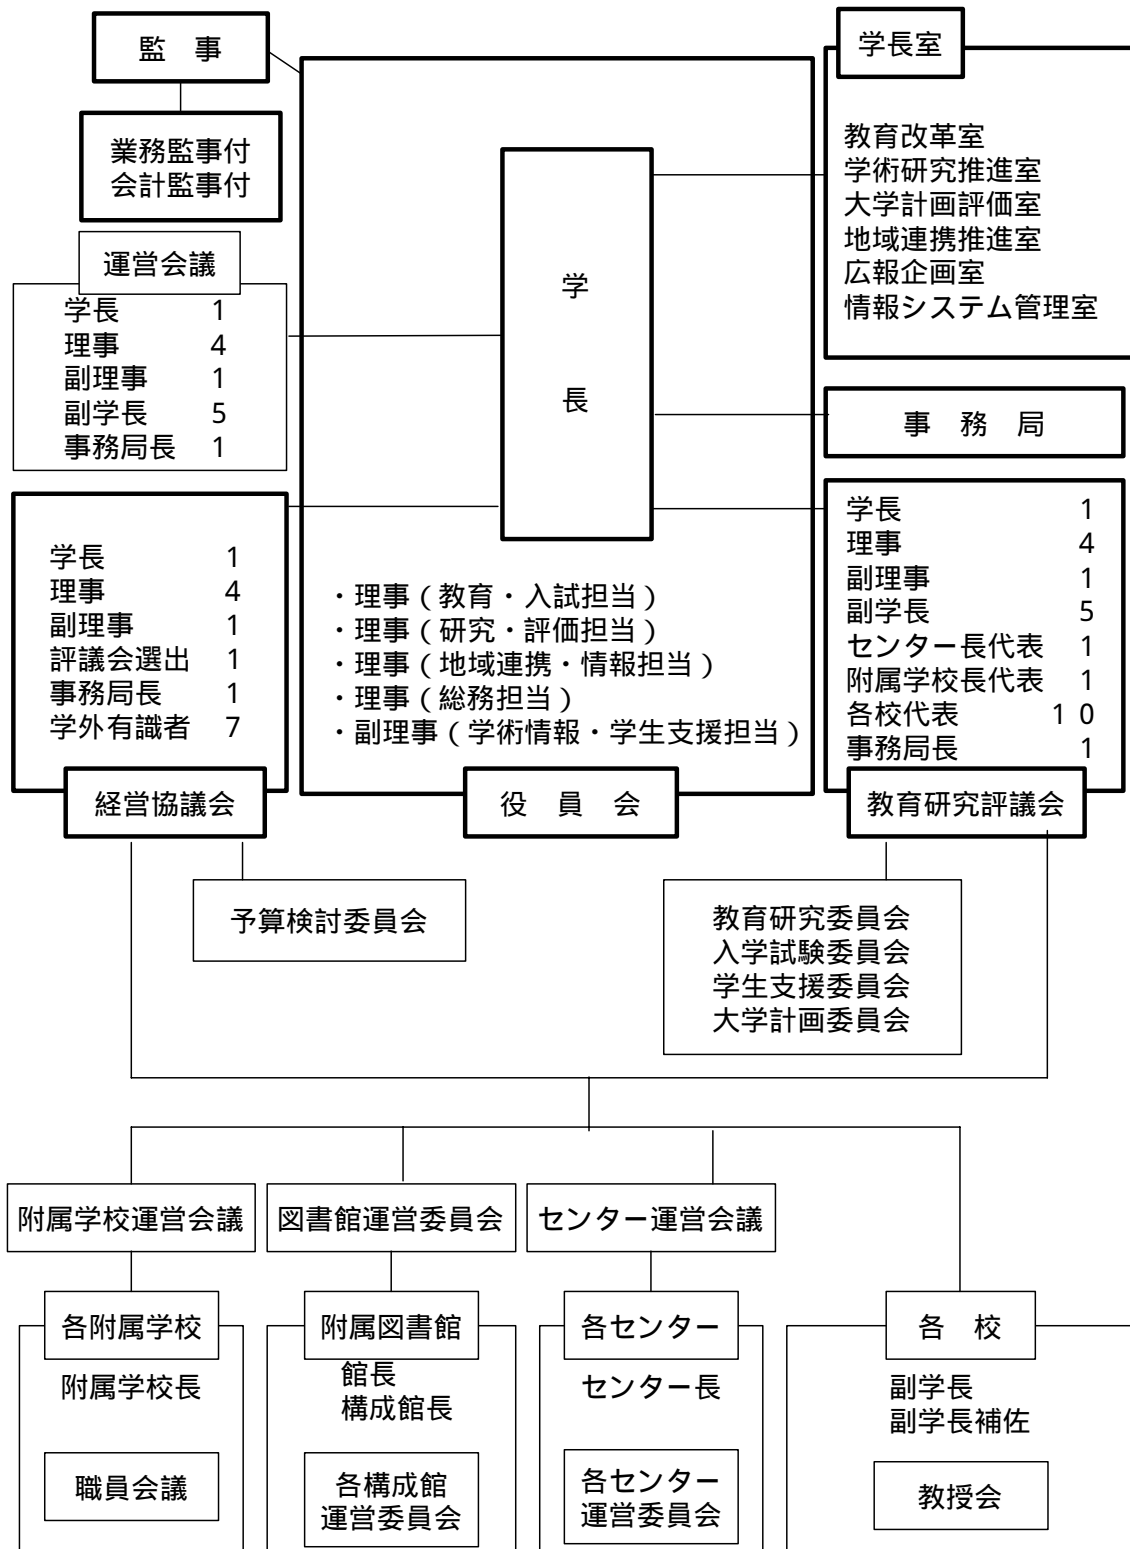 監　事
業務監事付
会計監事付
学長室
教育改革室
学術研究推進室
大学計画評価室
地域連携推進室
広報企画室
情報システム管理室
運営会議
学長　1
理事　4
副理事　1
副学長　5
事務局長　1
学
長
事　務　局
学長　1
理事　4
副理事　1
評議会選出　1
事務局長　1
学外有識者　7
経営協議会
・理事（教育・入試担当）
・理事（研究・評価担当）
・理事（地域連携・情報担当）
・理事（総務担当）
・副理事（学術情報・学生支援担当）
役　員　会
学長　1
理事　4
副理事　1
副学長　5
センター長代表　1
附属学校長代表　1
各校代表　1 0
事務局長　1
教育研究評議会
予算検討委員会
教育研究委員会
入学試験委員会
学生支援委員会
大学計画委員会
附属学校運営会議
図書館運営委員会
センター運営会議
各附属学校
附属学校長
職員会議
附属図書館
館長
構成館長
各構成館
運営委員会
各センター
センター長
各センター
運営委員会
各　校
副学長
副学長補佐
教授会